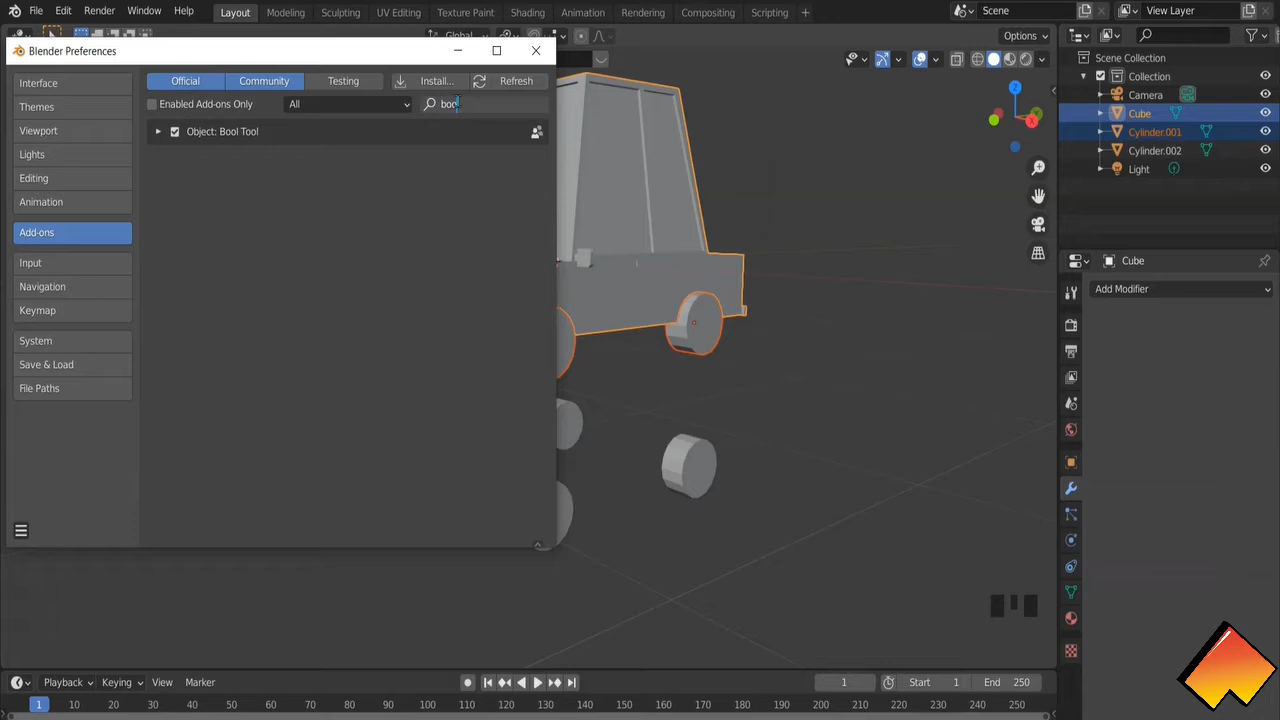 File Edit Render Window Help
Layout Modeling Sculpting UV Editing Texture Paint Shading Animation Rendering Compositing Scripting +
Scene
View Layer
Global
Options
Blender Preferences
Interface
Themes
Viewport
Lights
Editing
Animation
Add-ons
Input
Navigation
Keymap
System
Save & Load
File Paths
Official Community Testing
Install... Refresh
Enabled Add-ons Only
All
boo
Object: Bool Tool
Z
X
Scene Collection
Collection
Camera
Cube
Cylinder.001
Cylinder.002
Light
Cube
Add Modifier
Playback Keying View Marker
1
Start 1
End 250
1 10 20 30 40 50 60 70 80 90 100 110 120 130 140 150 160 170 180 190 200 210 220 230 240 250